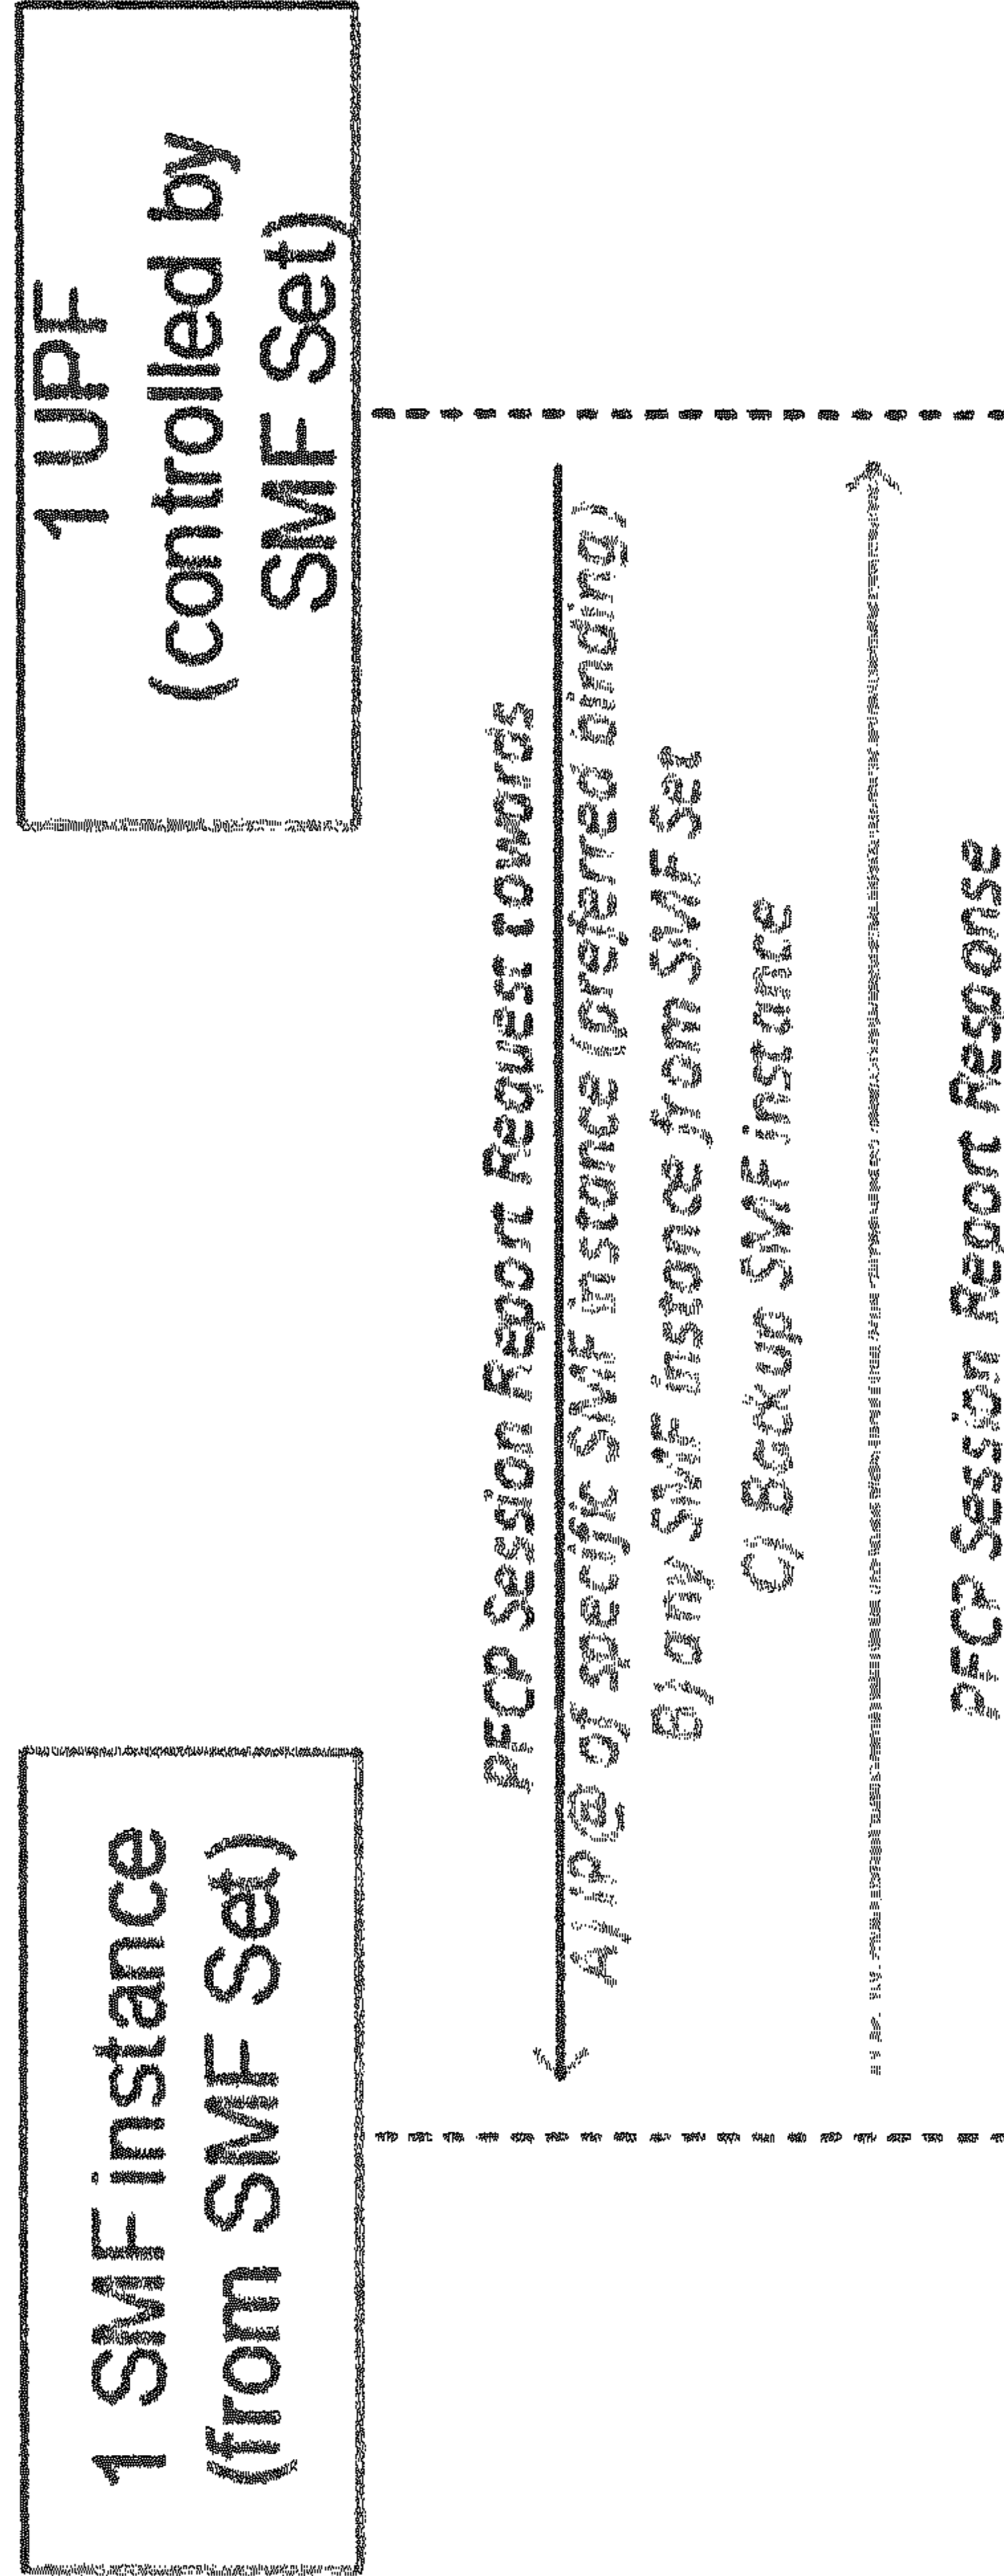 1 SMF instance
(from SMF Set)
1 UPF
(controlled by
SMF Set)
PFCP Session Report Request towards
A) IP@ of specific SMF instance (preferred binding)
B) any SMF instance from SMF Set
C) Backup SMF instance
PFCP Session Report Response